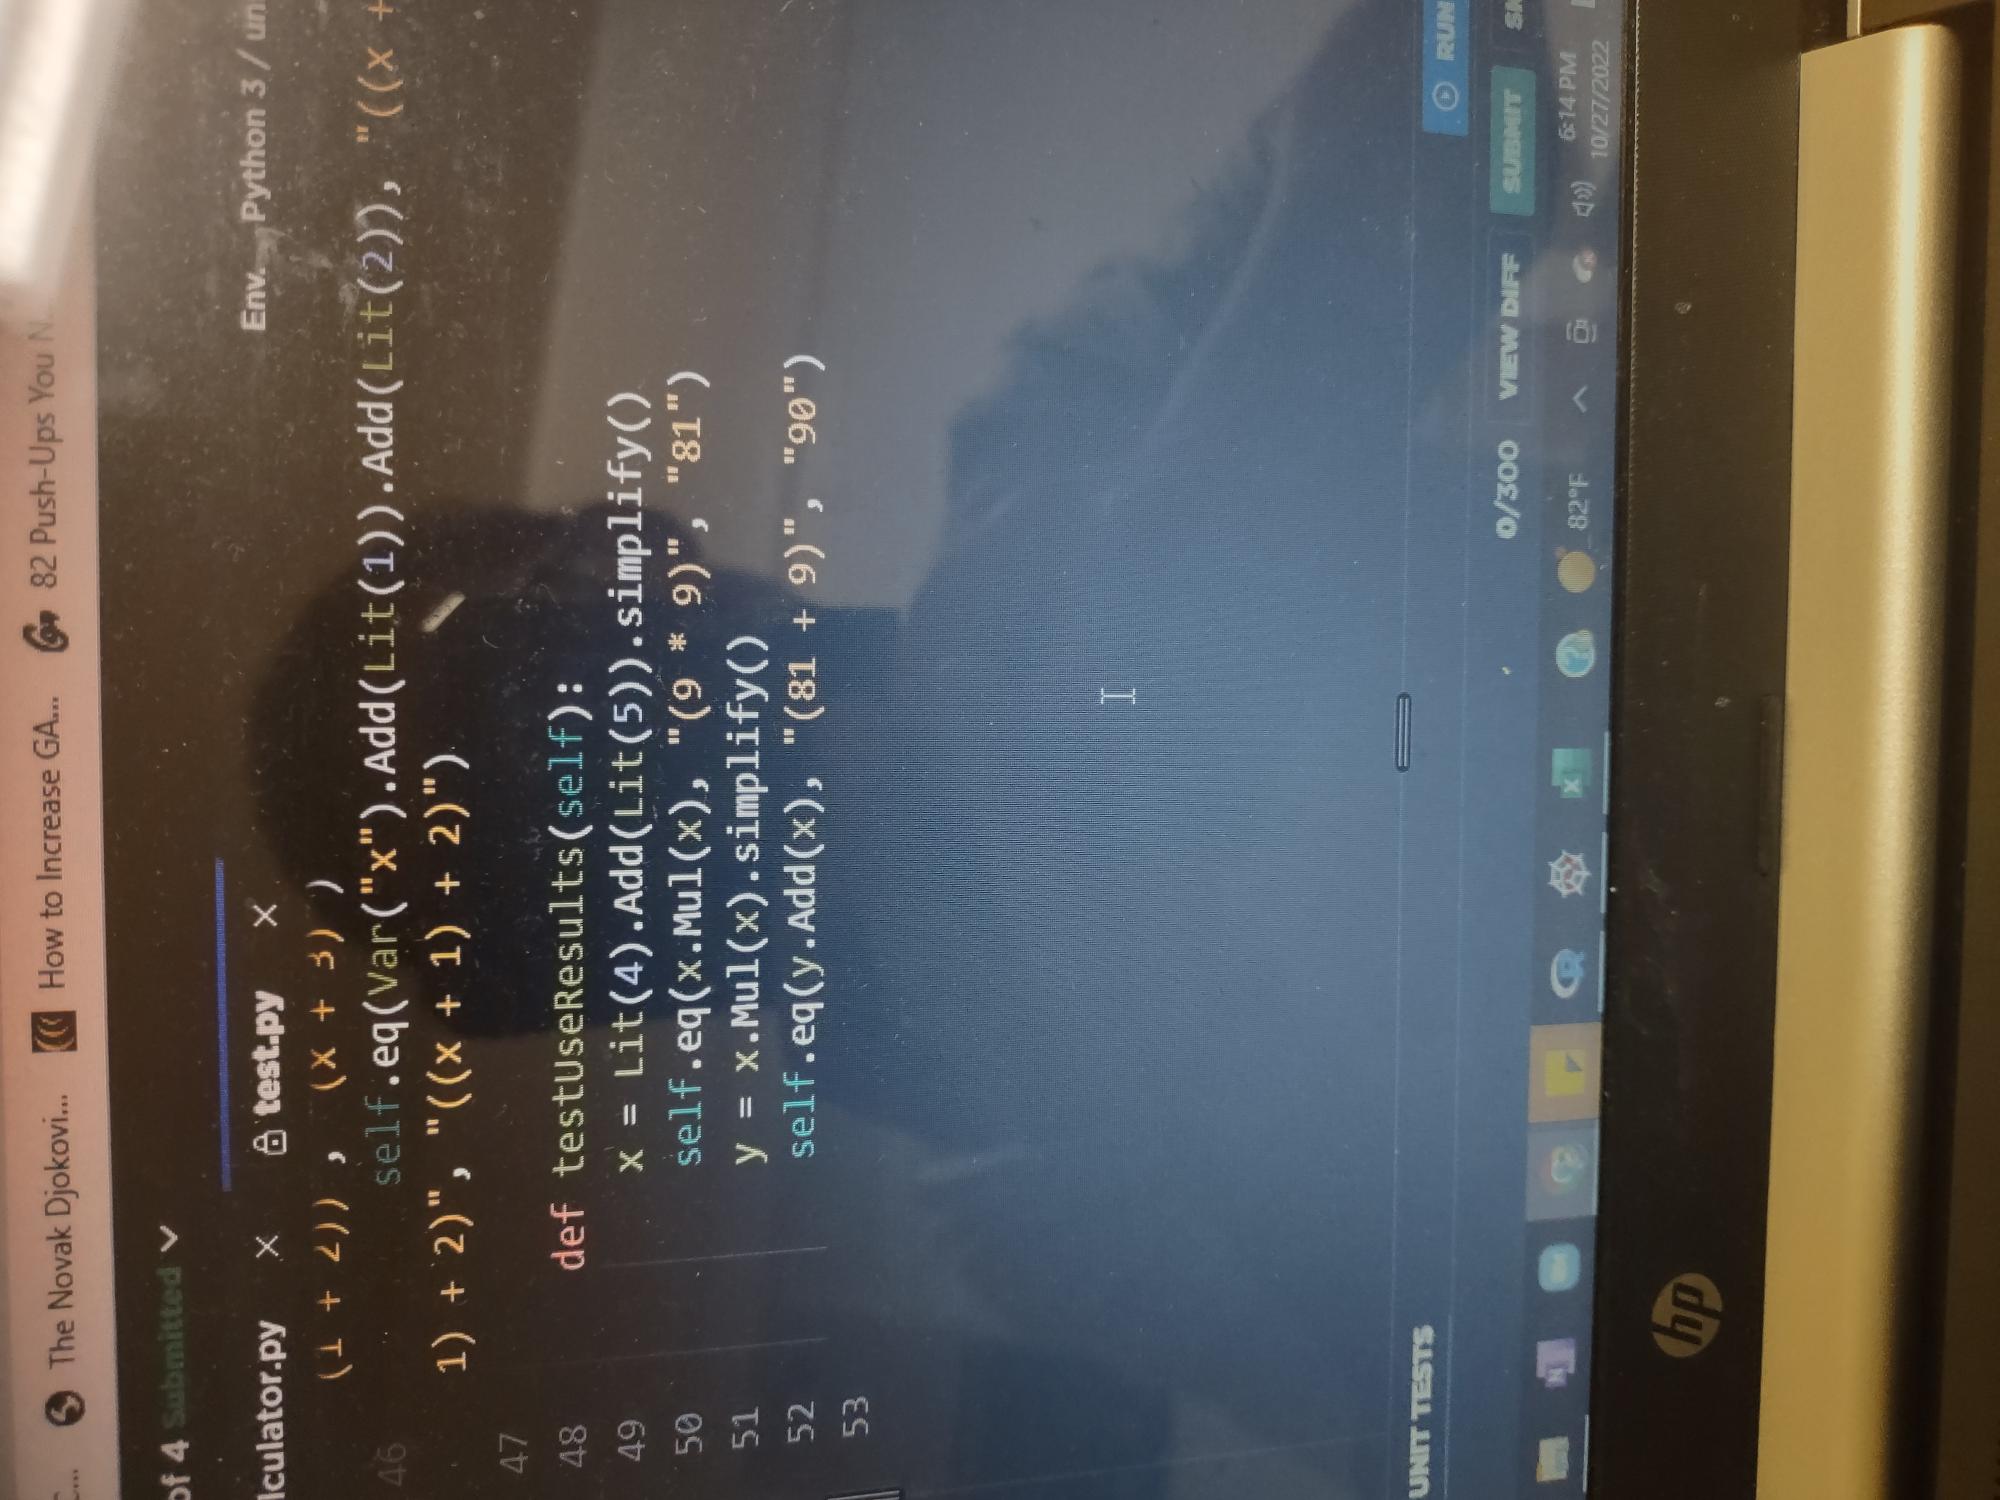 The Novak Djokovi... How to Increase GA... 82 Push-Ups You N...
of 4 Submitted
lculator.py × test.py × Env. Python 3 / un
(1 + 2)) , (x + 3) )
46 self.eq(Var("x").Add(Lit(1)).Add(Lit(2)), "((x +
1) + 2)", "((x + 1) + 2)")
47
48 def testUseResults(self):
49 x = Lit(4).Add(Lit(5)).simplify()
50 self.eq(x.Mul(x), "(9 * 9)", "81")
51 y = x.Mul(x).simplify()
52 self.eq(y.Add(x), "(81 + 9)", "90")
53
UNIT TESTS
RUN
0/300 VIEW DIFF SUBMIT
82°F 6:14 PM
10/27/2022
hp